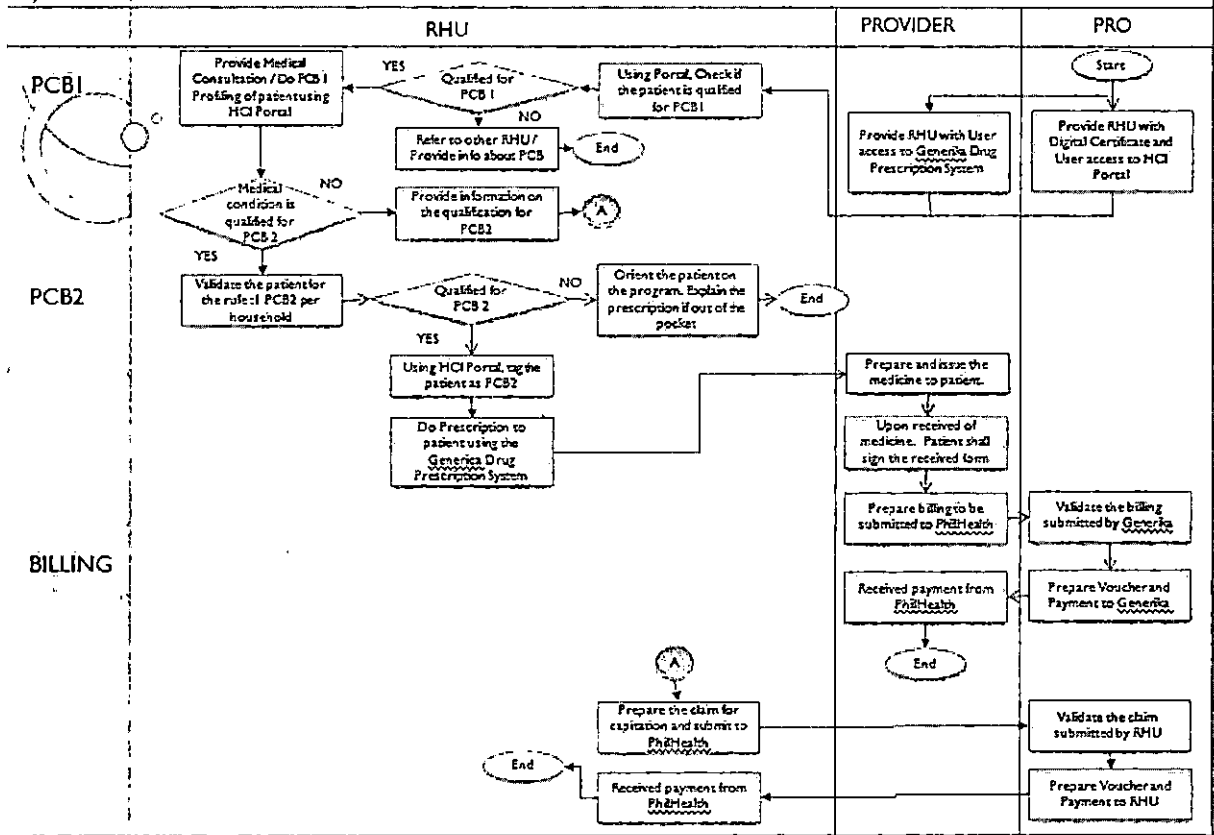 RHU
PROVIDER
PRO
PCB1
Provide Medical
Consultation / Do PCB1
Profiling of patient using
HCI Portal
YES
Qualified for
PCB 1
Using Portal, Check if
the patient is qualified
for PCB1
Start
NO
Refer to other RHU/
Provide info about PCB
End
Provide RHU with User
access to Generika Drug
Prescription System
Provide RHU with
Digital Certificate and
User access to HCI
Portal
Medical
condition is
qualified for
PCB 2
NO
Provide information on
the qualification for
PCB2
A
YES
PCB2
Validate the patient for
the rule of 1 PCB2 per
household
Qualified for
PCB 2
NO
Orient the patient on
the program. Explain the
prescription if out of the
pocket
End
YES
Using HCI Portal, tag the
patient as PCB2
Prepare and issue the
medicine to patient.
Do Prescription to
patient using the
Generica Drug
Prescription System
Upon received of
medicine. Patient shall
sign the received form
Prepare billing to be
submitted to PhilHealth
Validate the billing
submitted by Generika
BILLING
Received payment from
PhilHealth
Prepare Voucher and
Payment to Generika
End
A
Prepare the claim for
capitation and submit to
PhilHealth
Validate the claim
submitted by RHU
End
Received payment from
PhilHealth
Prepare Voucher and
Payment to RHU